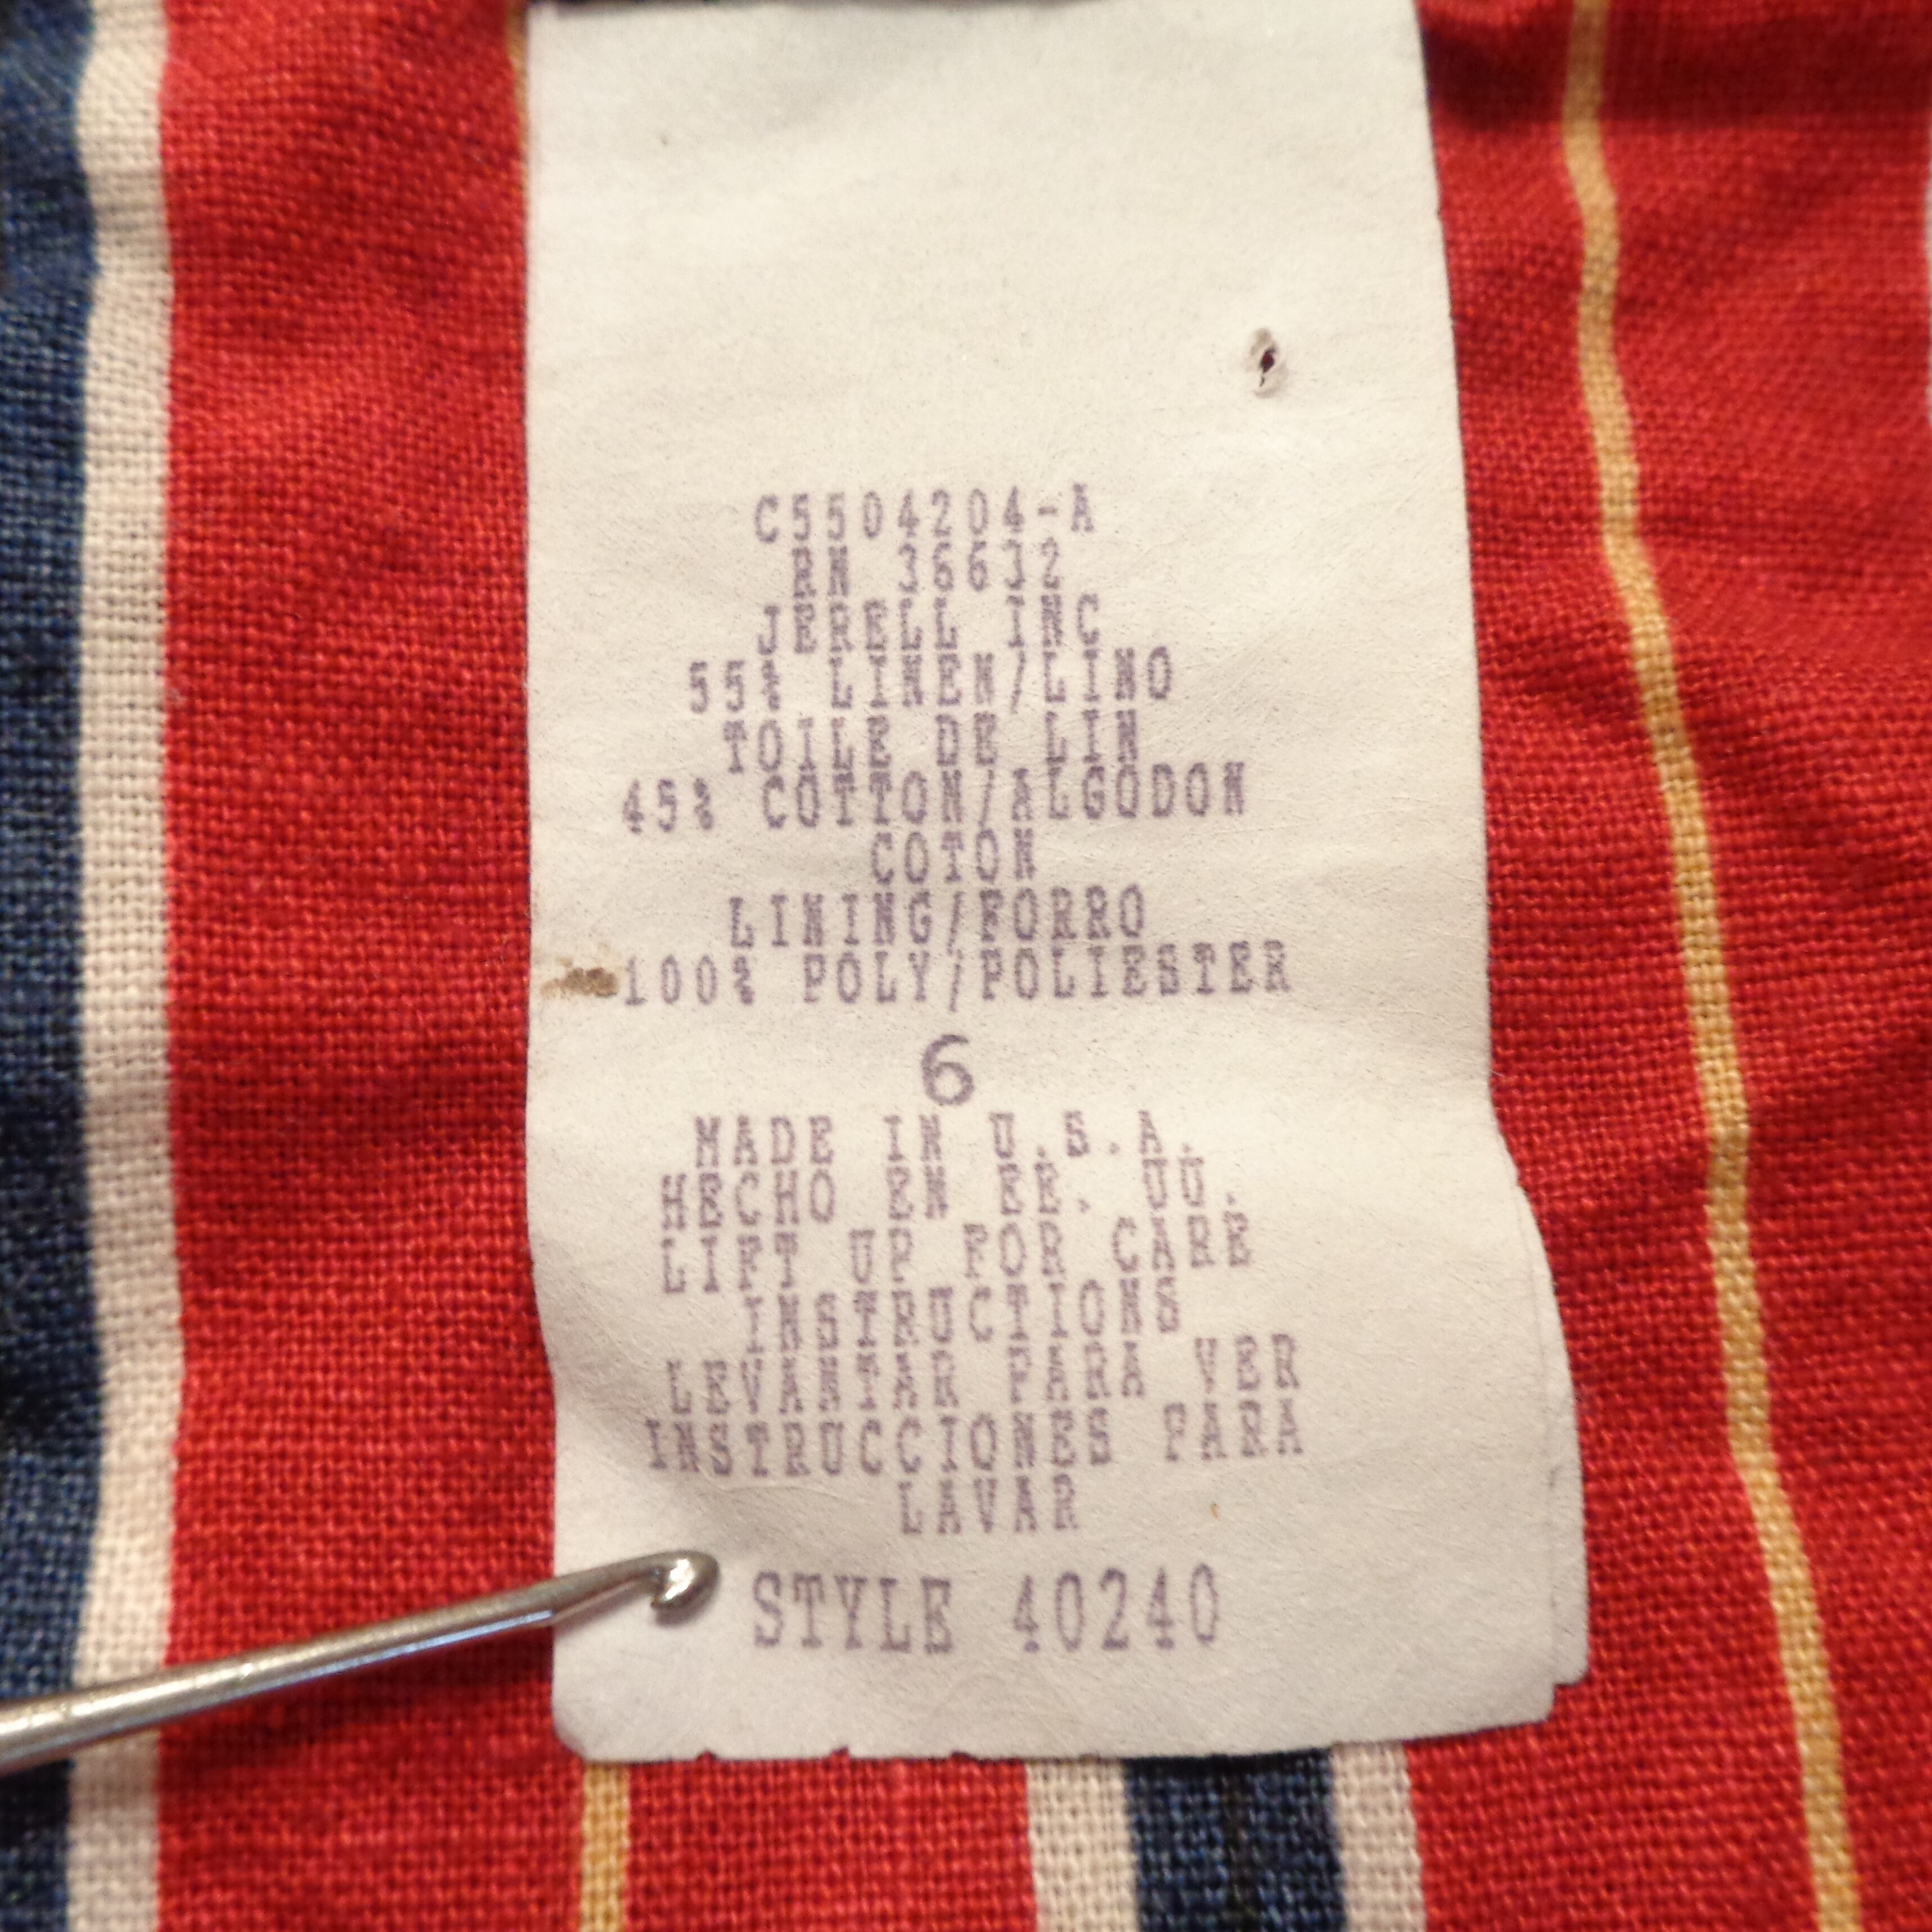 C5504204-A
RN 36632
JERELL INC
55% LINEN/LINO
TOILE DE LIN
45% COTTON/ALGODON
COTON
LINING/FORRO
100% POLY/POLIESTER
6
MADE IN U.S.A.
HECHO EN EE. UU.
LIFT UP FOR CARE
INSTRUCTIONS
LEVANTAR PARA VER
INSTRUCCIONES PARA
LAVAR
STYLE 40240